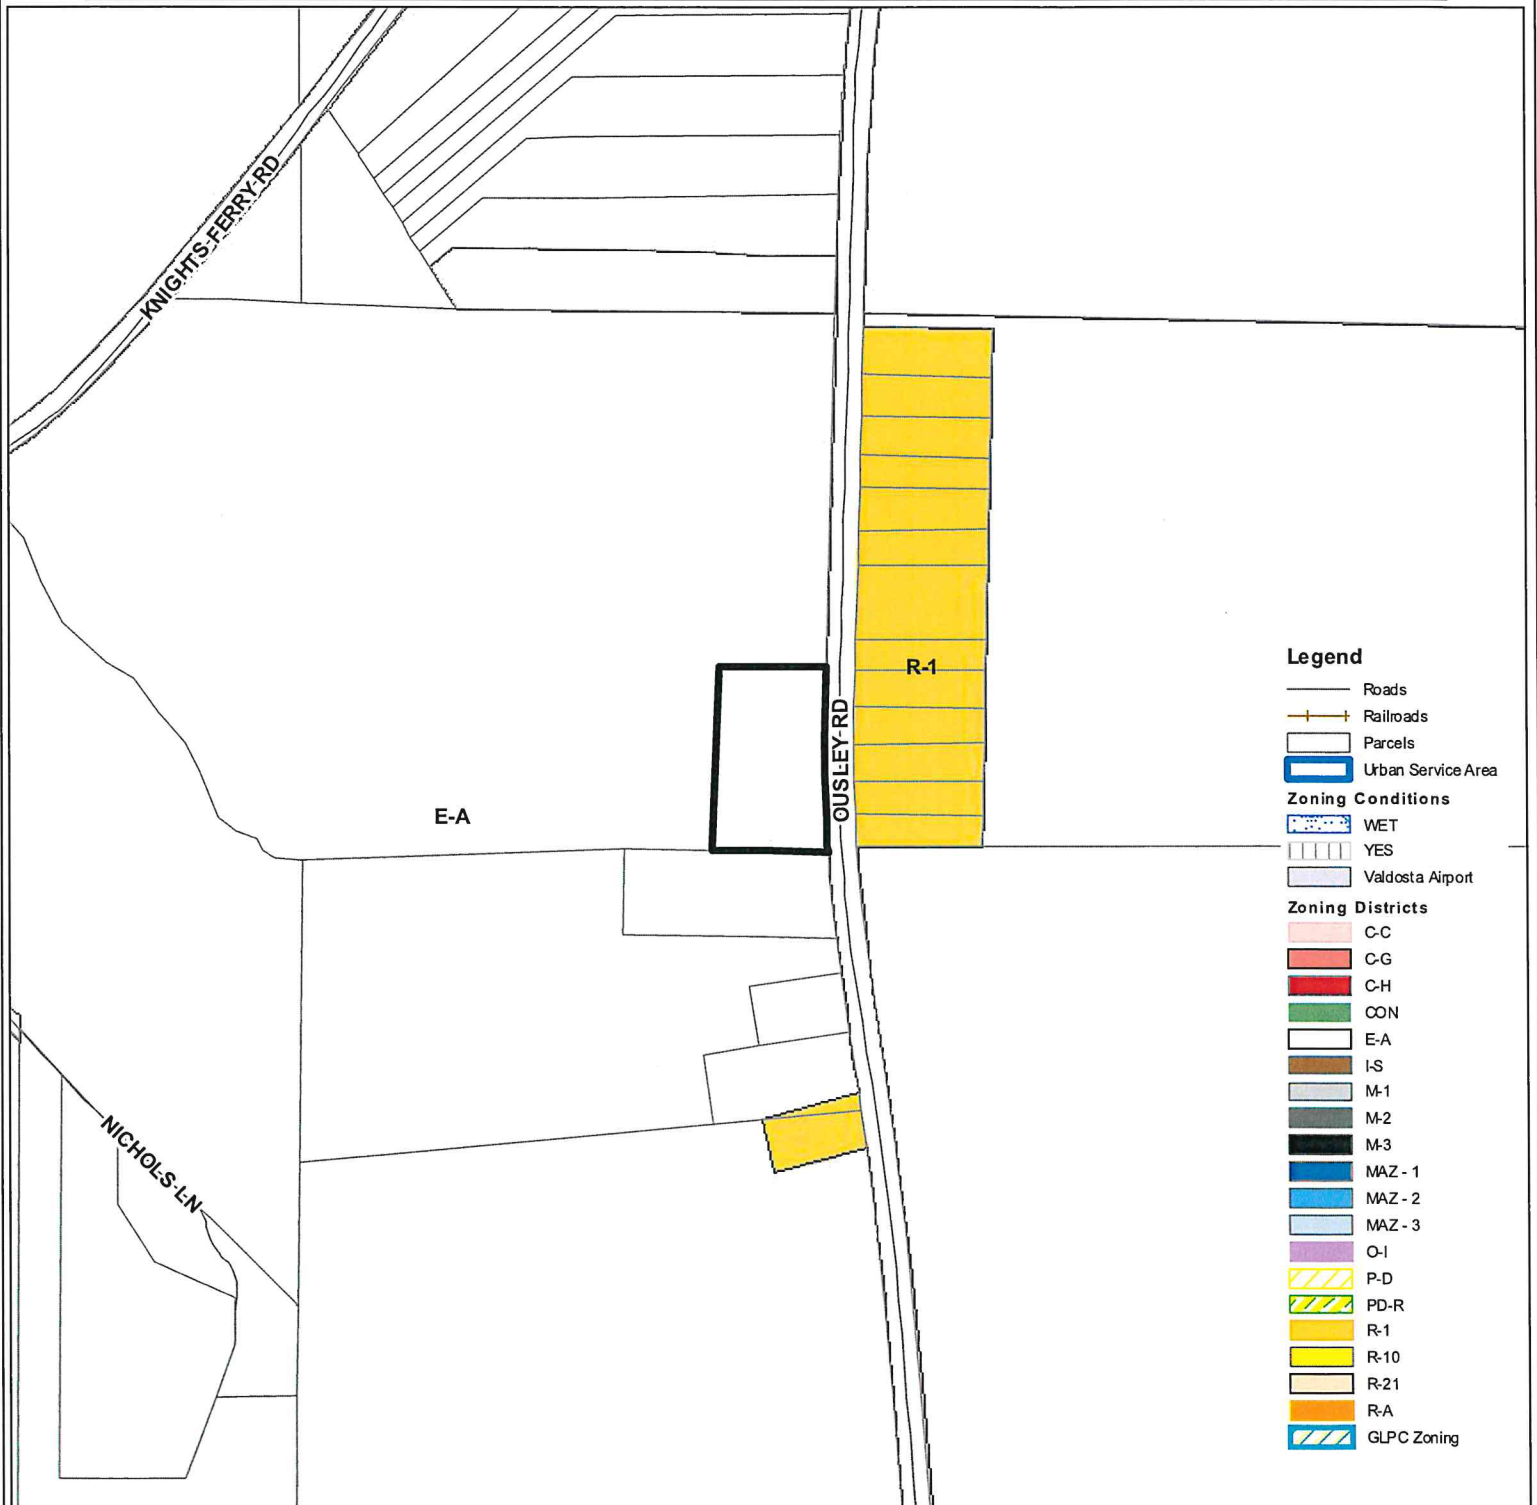 KNIGHTS-FERRY-RD
R-1
OUSLEY-RD
E-A
NICHOLS-LN
Legend
Roads
Railroads
Parcels
Urban Service Area
Zoning Conditions
WET
YES
Valdosta Airport
Zoning Districts
C-C
C-G
C-H
CON
E-A
I-S
M-1
M-2
M-3
MAZ - 1
MAZ - 2
MAZ - 3
O-I
P-D
PD-R
R-1
R-10
R-21
R-A
GLPC Zoning